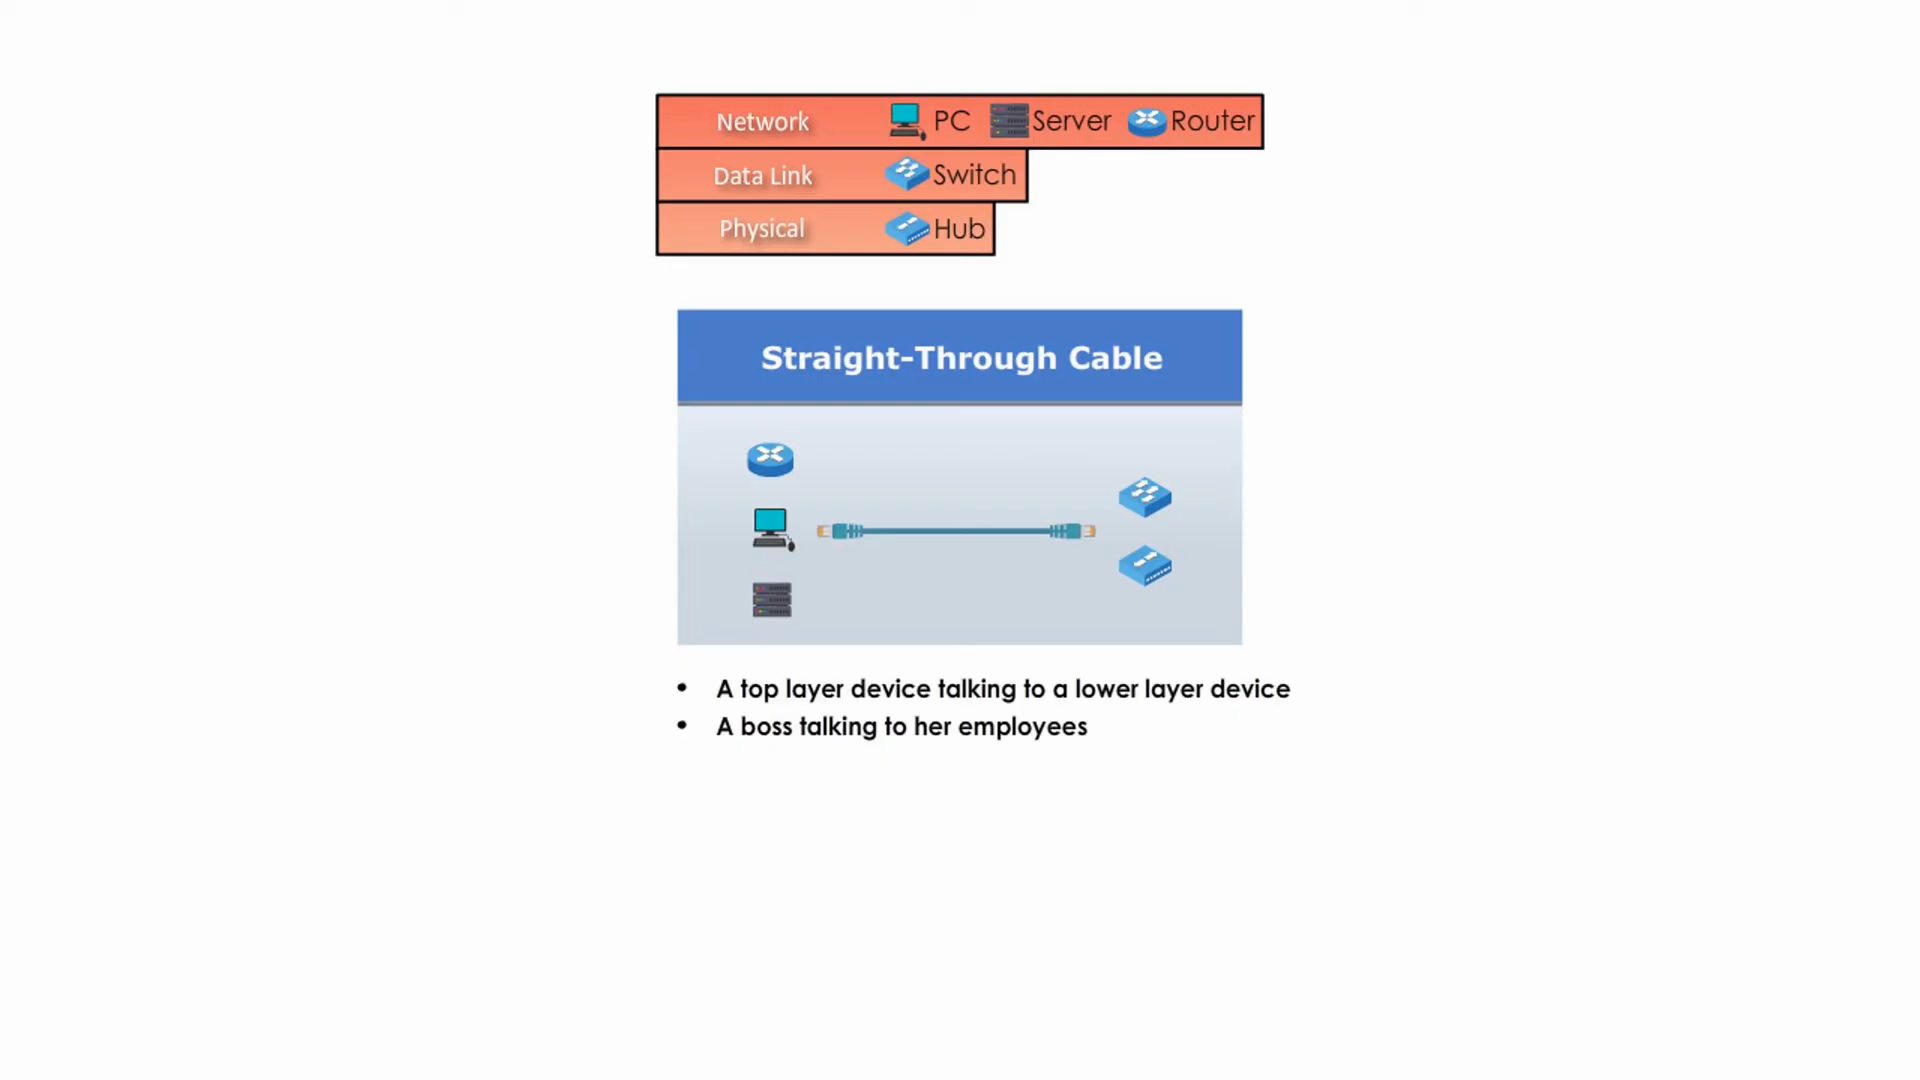 Network PC Server Router
Data Link Switch
Physical Hub
Straight-Through Cable
• A top layer device talking to a lower layer device
• A boss talking to her employees